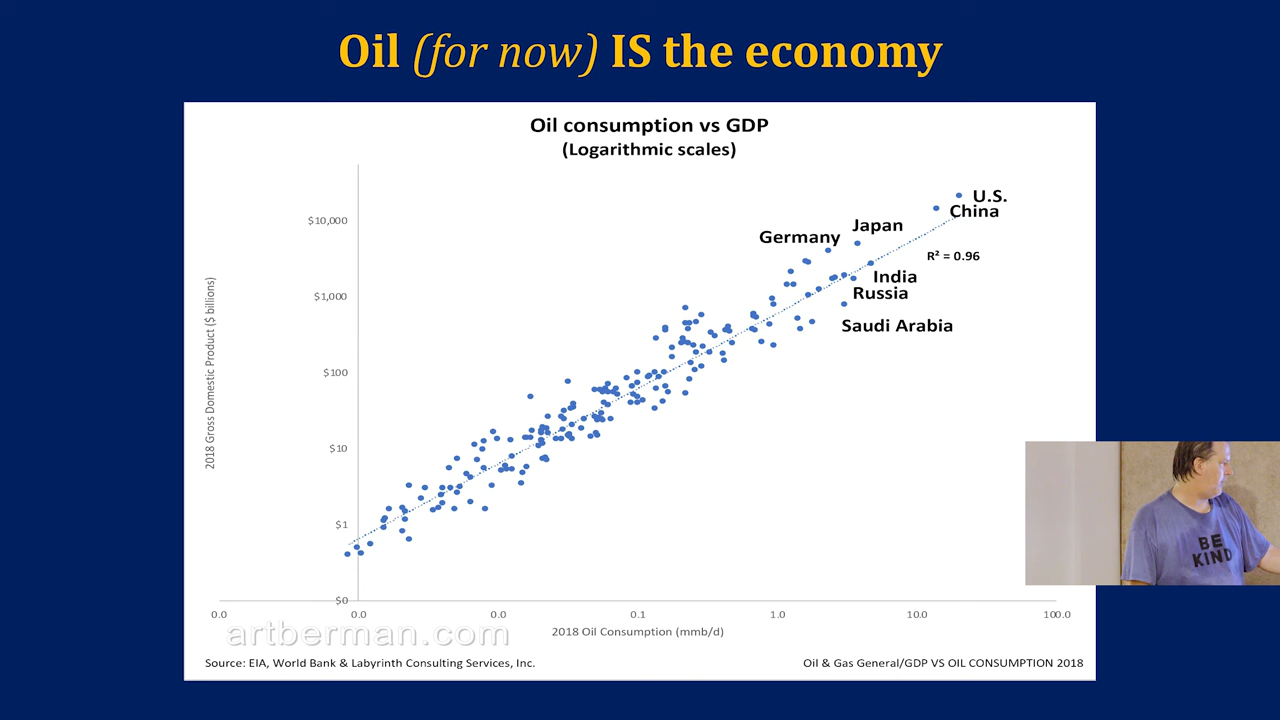 Oil (for now) IS the economy
Oil consumption vs GDP
(Logarithmic scales)
U.S.
China
Japan
Germany
R² = 0.96
India
Russia
Saudi Arabia
$10,000
$1,000
$100
$10
$1
$0
2018 Gross Domestic Product ($ billions)
0.0 0.0 0.0 0.1 1.0 10.0 100.0
2018 Oil Consumption (mmb/d)
artberman.com
Source: EIA, World Bank & Labyrinth Consulting Services, Inc.
Oil & Gas General/GDP VS OIL CONSUMPTION 2018
BE
KIND